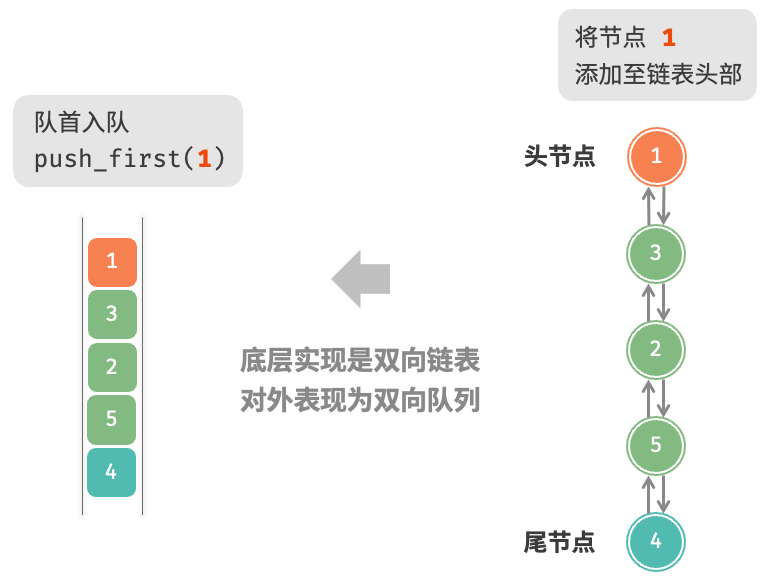 将节点 1
添加至链表头部
队首入队
push_first(1)
头节点
1
3
2
5
4
尾节点
1
3
2
5
4
底层实现是双向链表
对外表现为双向队列